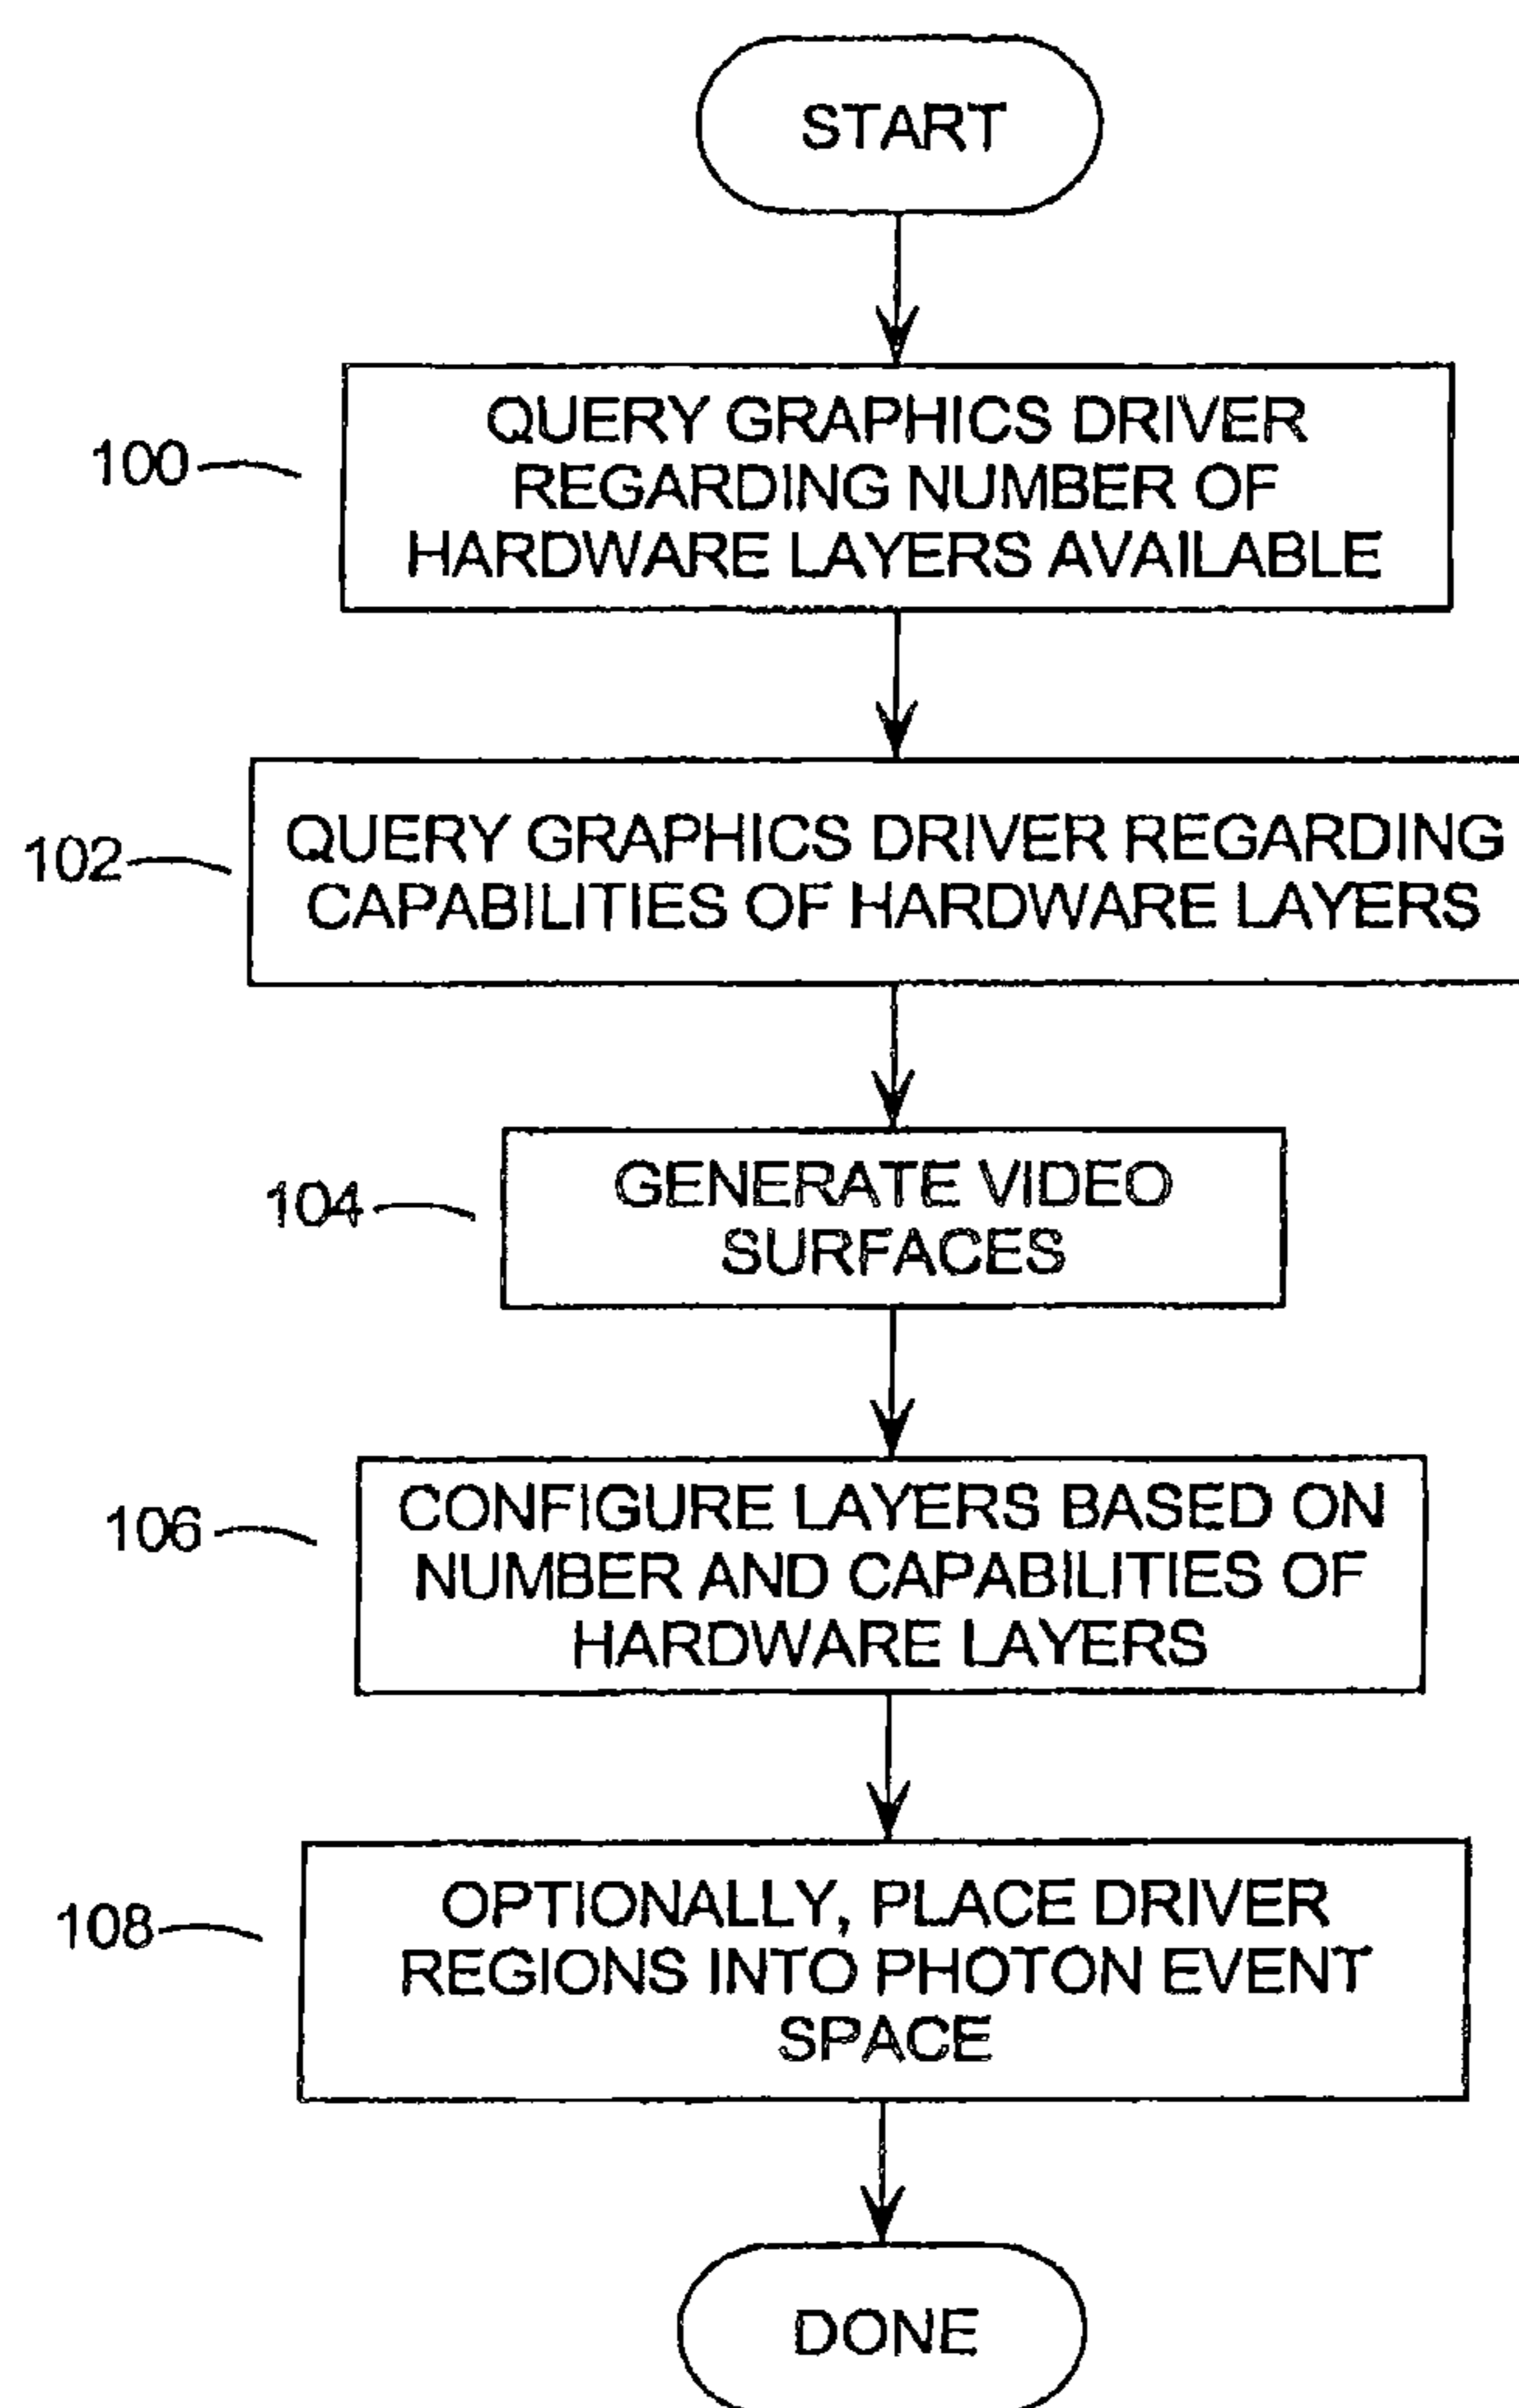 START
100
QUERY GRAPHICS DRIVER
REGARDING NUMBER OF
HARDWARE LAYERS AVAILABLE
102
QUERY GRAPHICS DRIVER REGARDING
CAPABILITIES OF HARDWARE LAYERS
104
GENERATE VIDEO
SURFACES
106
CONFIGURE LAYERS BASED ON
NUMBER AND CAPABILITIES OF
HARDWARE LAYERS
108
OPTIONALLY, PLACE DRIVER
REGIONS INTO PHOTON EVENT
SPACE
DONE